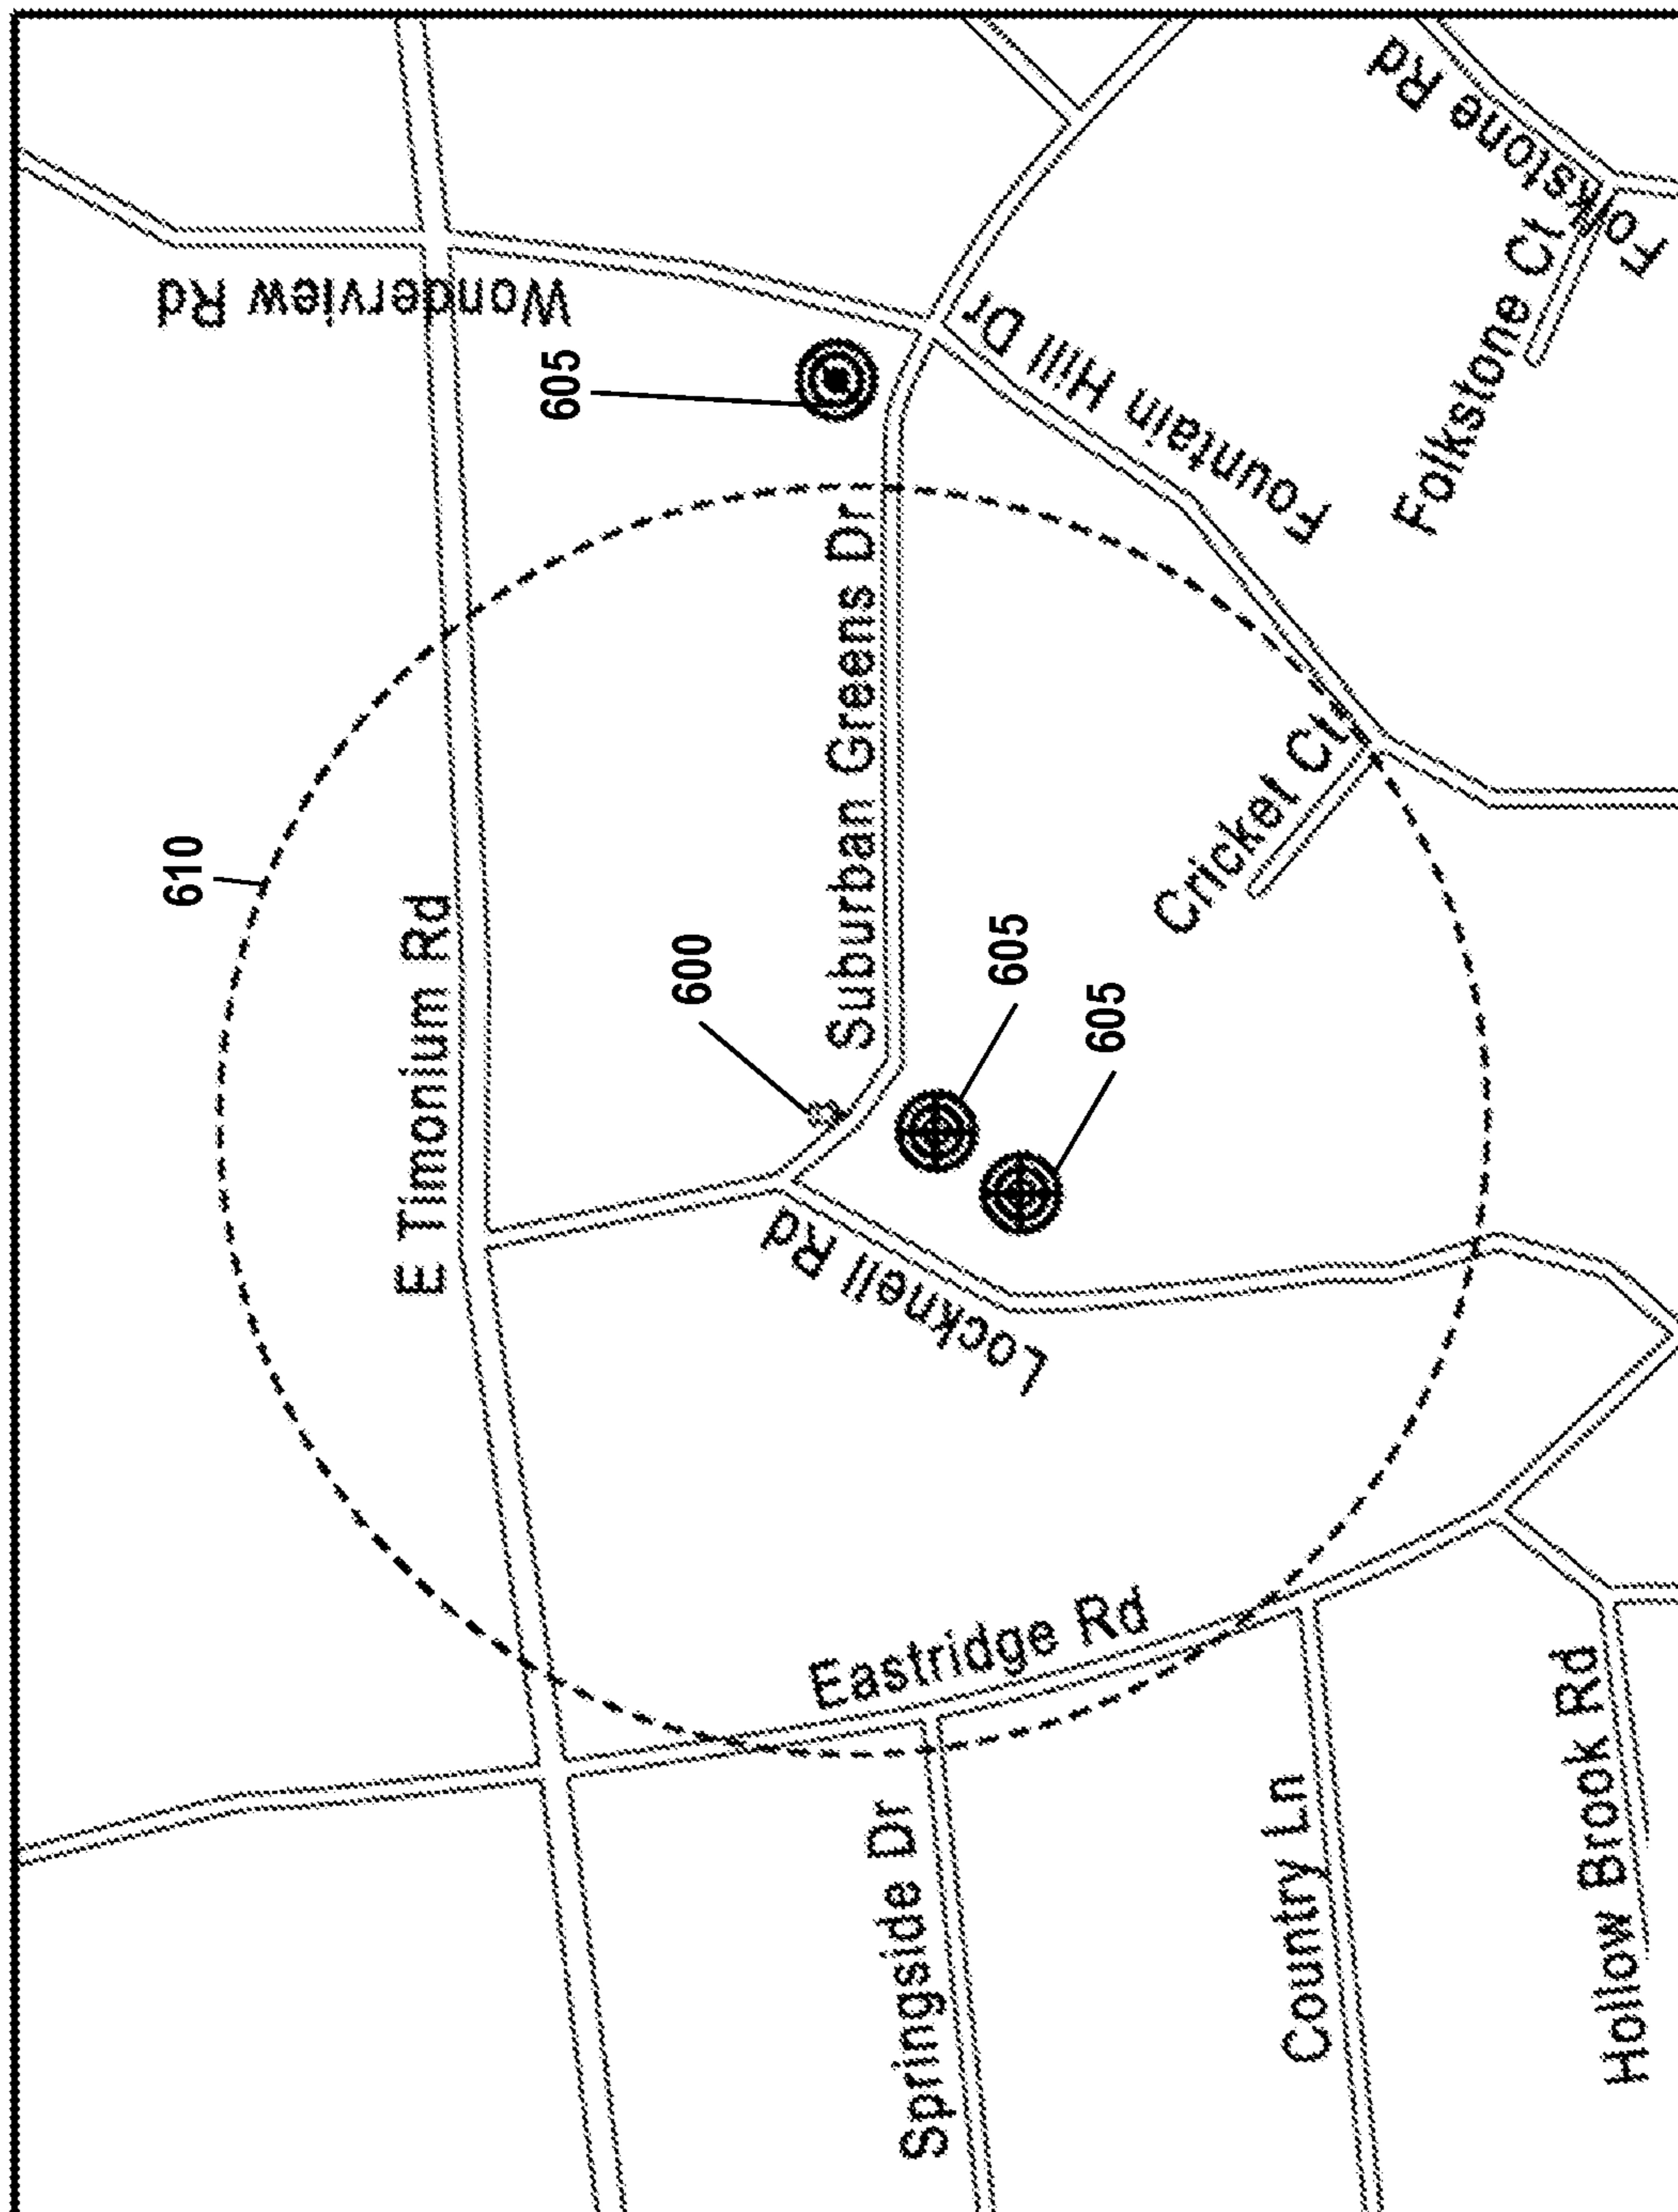 Wonderview Rd
605
610
E Timonium Rd
600
Suburban Greens Dr
605
605
Locknell Rd
Fountain Hill Dr
Folkstone Rd
Folkstone Ct
Cricket Ct
Eastridge Rd
Springside Dr
Country Ln
Hollow Brook Rd